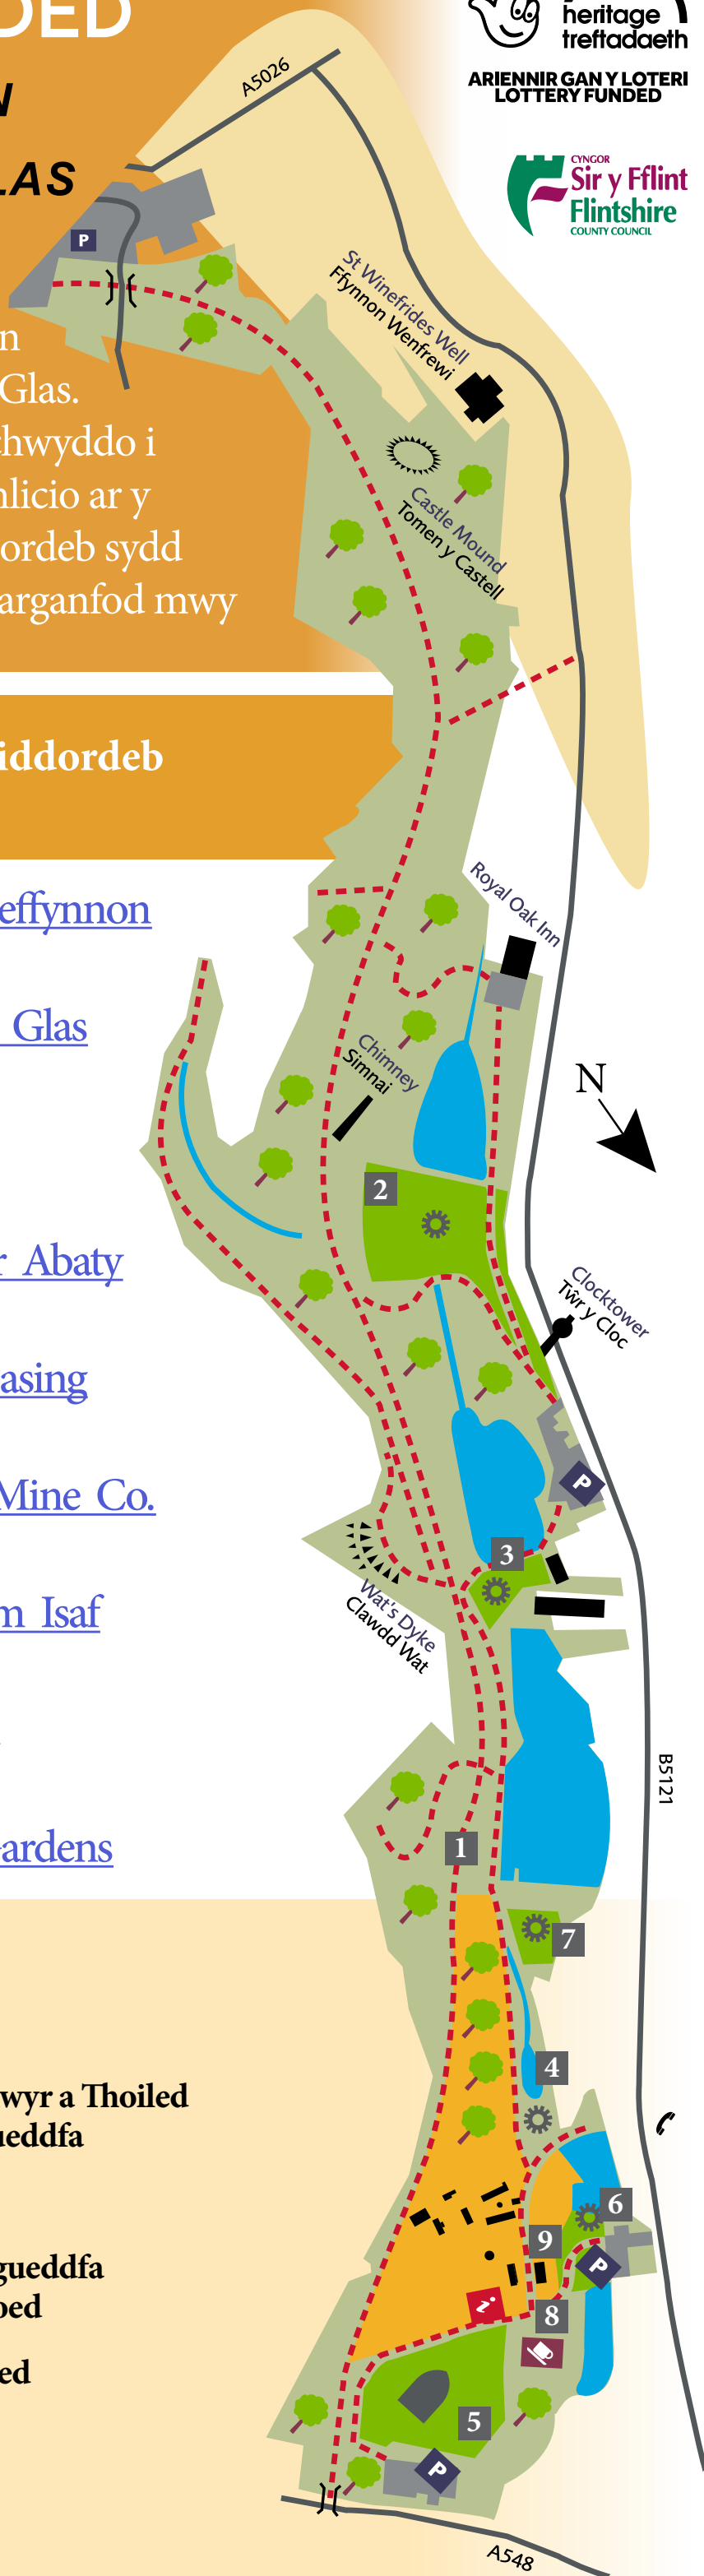 DED
N
LAS
heritage
treftadaeth
ARIENNIR GAN Y LOTERI
LOTTERY FUNDED
CYNGOR
Sir y Fflint
Flintshire
COUNTY COUNCIL
A5026
P
St Winefrides Well
Ffynnon Wenfrewi
n
Glas.
chwyddo i
licio ar y
ordeb sydd
arganfod mwy
Castle Mound
Tomen y Castell
iddordeb
Royal Oak Inn
effynnon
Glas
Chimney
Simnai
N
2
r Abaty
Clocktower
Tŵr y Cloc
asing
P
Mine Co.
3
Wat's Dyke
Clawdd Wat
m Isaf
B5121
Gardens
1
7
4
wyr a Thoiled
ueddfa
6
9
P
gueddfa
oed
i
8
ed
5
P
A548